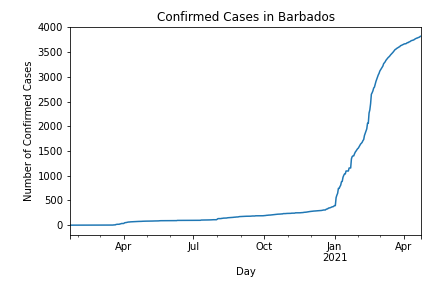 Confirmed Cases in Barbados
4000
3500
3000
2500
2000
1500
1000
500
0
Number of Confirmed Cases
Apr
Jul
Oct
Jan
2021
Apr
Day